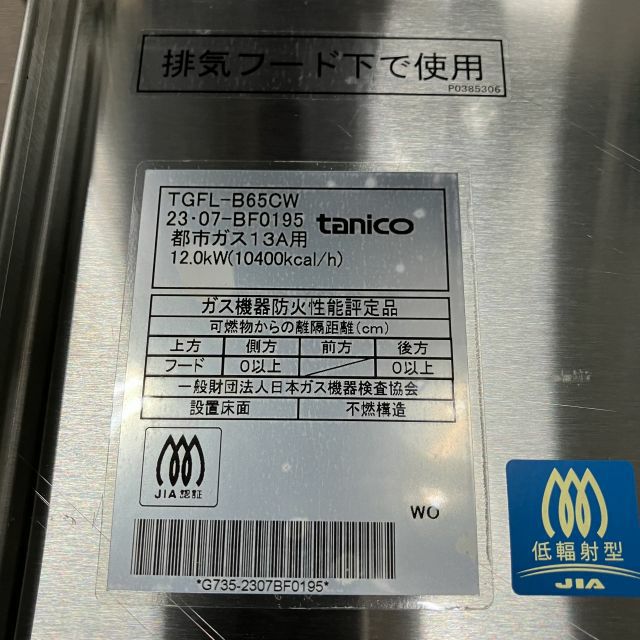 排気フード下で使用
P0385306
TGFL-B65CW
23·07-BF0195 tanico
都市ガス13A用
12.0kW(10400kcal/h)
ガス機器防火性能評定品
可燃物からの離隔距離(cm)
上方 側方 前方 後方
フード 0以上 0以上
一般財団法人日本ガス機器検査協会
設置床面 不燃構造
JIA認証
WO
*G735-2307BF0195*
低輻射型
JIA